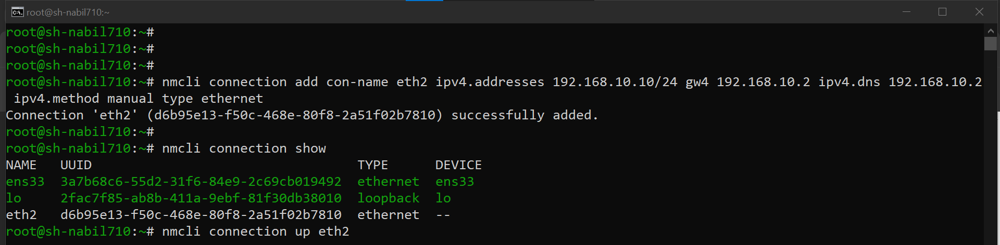 root@sh-nabil710:~
root@sh-nabil710:~#
root@sh-nabil710:~#
root@sh-nabil710:~#
root@sh-nabil710:~# nmcli connection add con-name eth2 ipv4.addresses 192.168.10.10/24 gw4 192.168.10.2 ipv4.dns 192.168.10.2
 ipv4.method manual type ethernet
Connection 'eth2' (d6b95e13-f50c-468e-80f8-2a51f02b7810) successfully added.
root@sh-nabil710:~#
root@sh-nabil710:~# nmcli connection show
NAME   UUID                                  TYPE      DEVICE
ens33  3a7b68c6-55d2-31f6-84e9-2c69cb019492  ethernet  ens33
lo     2fac7f85-ab8b-411a-9ebf-81f30db38010  loopback  lo
eth2   d6b95e13-f50c-468e-80f8-2a51f02b7810  ethernet  --
root@sh-nabil710:~# nmcli connection up eth2